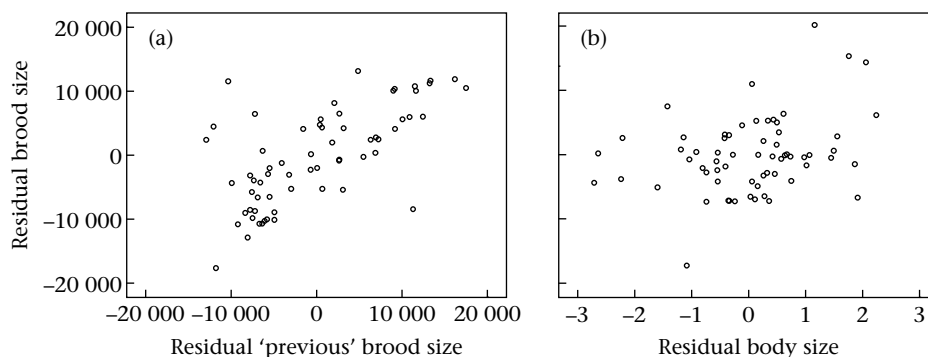 20 000
10 000
0
–10 000
–20 000
Residual brood size
(a)
–20 000 –10 000 0 10 000 20 000
Residual ‘previous’ brood size
(b)
–3 –2 –1 0 1 2 3
Residual body size